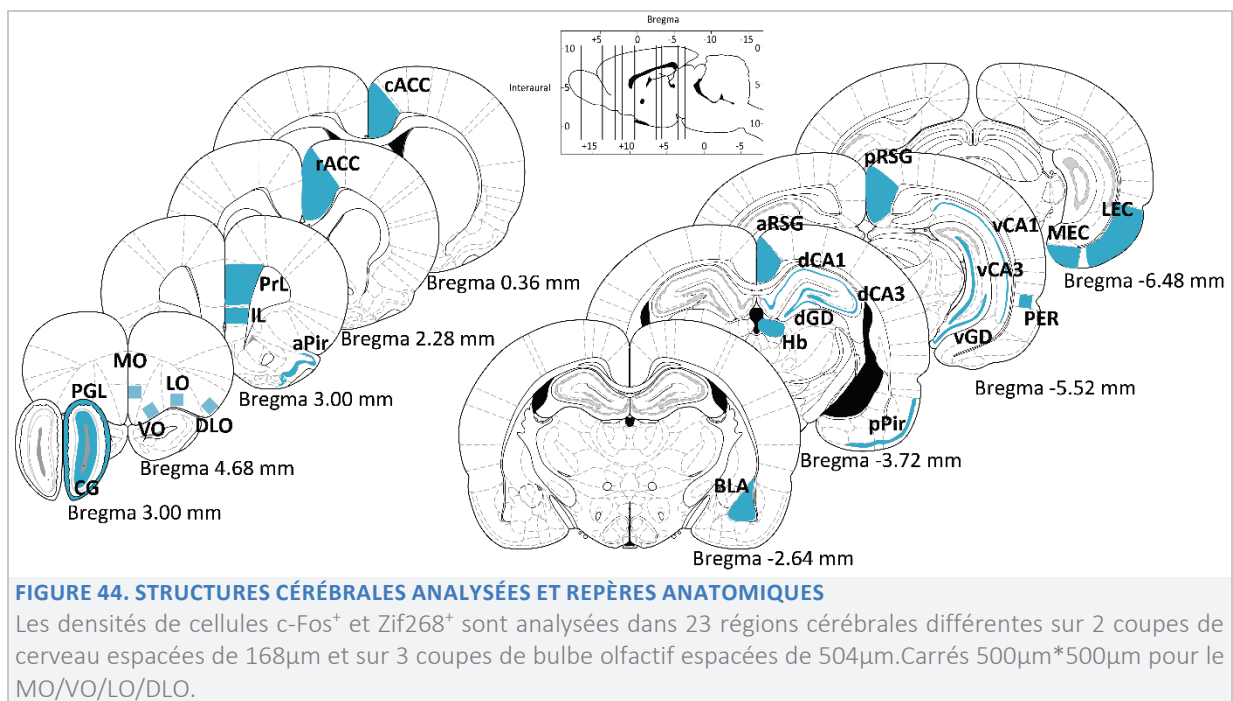 Bregma
+5 0 -5 -10 -15
10 0
Interaural
-5 5
-0 10-
+15 +10 +5 0 -5
cACC
Bregma 0.36 mm
rACC
Bregma 2.28 mm
PrL
IL
aPir
Bregma 3.00 mm
MO
LO
VO
DLO
Bregma 4.68 mm
PGL
CG
Bregma 3.00 mm
MEC
LEC
Bregma -6.48 mm
pRSG
vCA1
vCA3
PER
vGD
Bregma -5.52 mm
aRSG
dCA1
dCA3
dGD
Hb
pPir
Bregma -3.72 mm
BLA
Bregma -2.64 mm
FIGURE 44. STRUCTURES CÉRÉBRALES ANALYSÉES ET REPÈRES ANATOMIQUES
Les densités de cellules c-Fos⁺ et Zif268⁺ sont analysées dans 23 régions cérébrales différentes sur 2 coupes de
cerveau espacées de 168µm et sur 3 coupes de bulbe olfactif espacées de 504µm.Carrés 500µm*500µm pour le
MO/VO/LO/DLO.